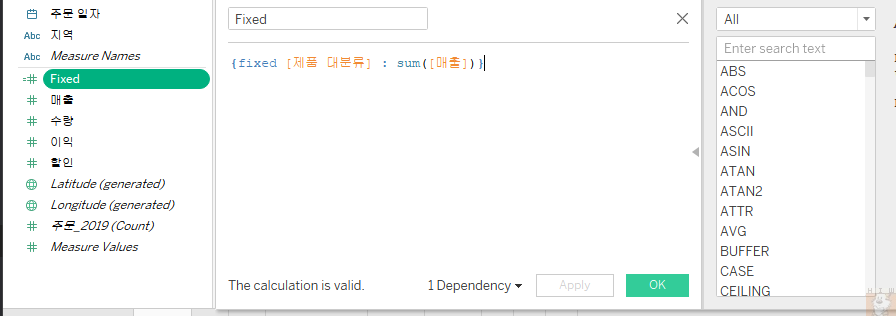 주문 일자
Abc 지역
Abc Measure Names
Fixed
매출
수량
이익
할인
Latitude (generated)
Longitude (generated)
주문_2019 (Count)
Measure Values
Fixed
{fixed [제품 대분류] : sum([매출])}
The calculation is valid.
1 Dependency
Apply
OK
All
Enter search text
ABS
ACOS
AND
ASCII
ASIN
ATAN
ATAN2
ATTR
AVG
BUFFER
CASE
CEILING